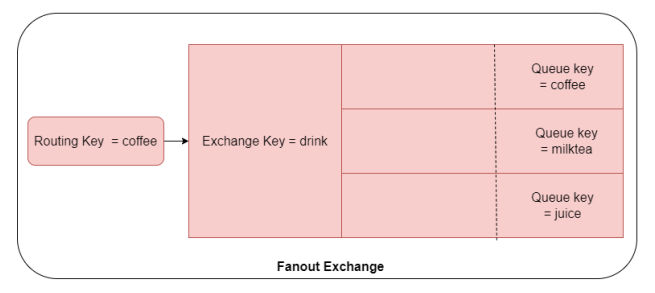 Queue key
= coffee
Routing Key  = coffee
Exchange Key = drink
Queue key
= milktea
Queue key
= juice
Fanout Exchange